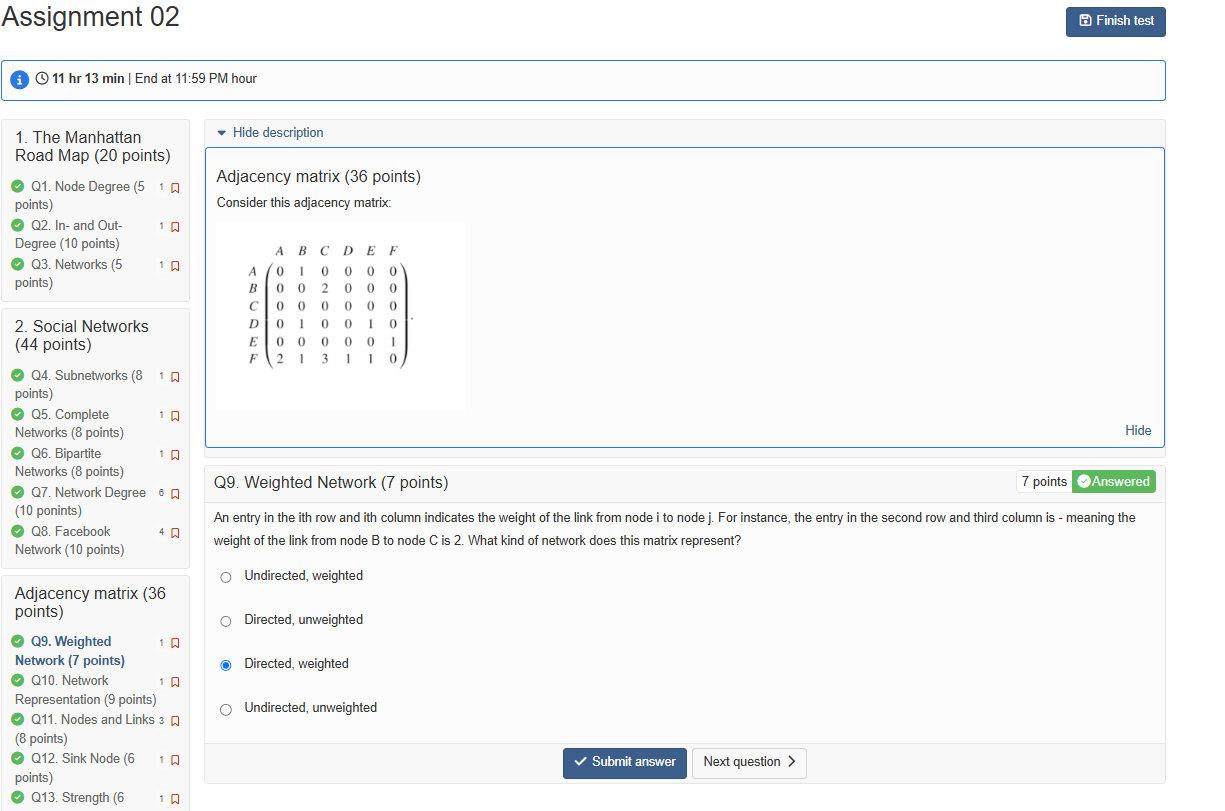 Assignment 02
Finish test
11 hr 13 min | End at 11:59 PM hour
1. The Manhattan
Road Map (20 points)
Q1. Node Degree (5 1
points)
Q2. In- and Out- 1
Degree (10 points)
Q3. Networks (5 1
points)
2. Social Networks
(44 points)
Q4. Subnetworks (8 1
points)
Q5. Complete 1
Networks (8 points)
Q6. Bipartite 1
Networks (8 points)
Q7. Network Degree 6
(10 points)
Q8. Facebook 4
Network (10 points)
Adjacency matrix (36
points)
Q9. Weighted 1
Network (7 points)
Q10. Network 1
Representation (9 points)
Q11. Nodes and Links 3
(8 points)
Q12. Sink Node (6 1
points)
Q13. Strength (6 1
Hide description
Adjacency matrix (36 points)
Consider this adjacency matrix:
A B C D E F
A 0 1 0 0 0 0
B 0 0 2 0 0 0
C 0 0 0 0 0 0
D 0 1 0 0 1 0 .
E 0 0 0 0 0 1
F 2 1 3 1 1 0
Hide
Q9. Weighted Network (7 points)
7 points Answered
An entry in the ith row and ith column indicates the weight of the link from node i to node j. For instance, the entry in the second row and third column is - meaning the
weight of the link from node B to node C is 2. What kind of network does this matrix represent?
Undirected, weighted
Directed, unweighted
Directed, weighted
Undirected, unweighted
Submit answer
Next question